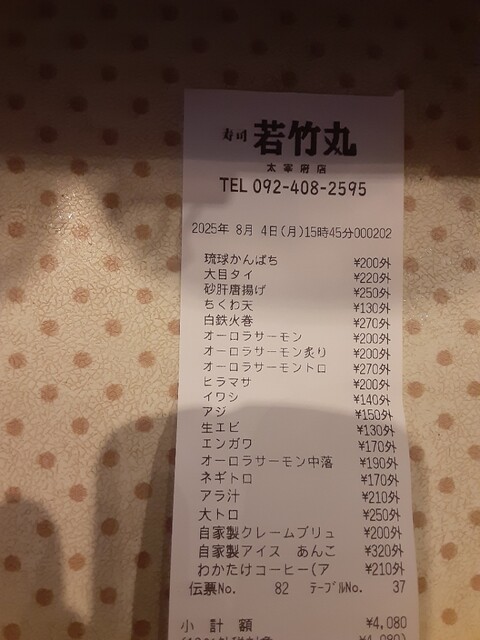 寿司 若竹丸
太宰府店
TEL 092-408-2595
2025年 8月 4日(月)15時45分000202
琉球かんぱち ¥200外
大目タイ ¥220外
砂肝唐揚げ ¥250外
ちくわ天 ¥130外
白鉄火巻 ¥270外
オーロラサーモン ¥200外
オーロラサーモン炙り ¥200外
オーロラサーモントロ ¥270外
ヒラマサ ¥200外
イワシ ¥140外
アジ ¥150外
生エビ ¥130外
エンガワ ¥170外
オーロラサーモン中落 ¥190外
ネギトロ ¥170外
アラ汁 ¥210外
大トロ ¥250外
自家製クレームブリュ ¥200外
自家製アイス あんこ ¥320外
わかたけコーヒー(ア ¥210外
伝票No. 82 テーブルNo. 37
小 計 額 ¥4,080